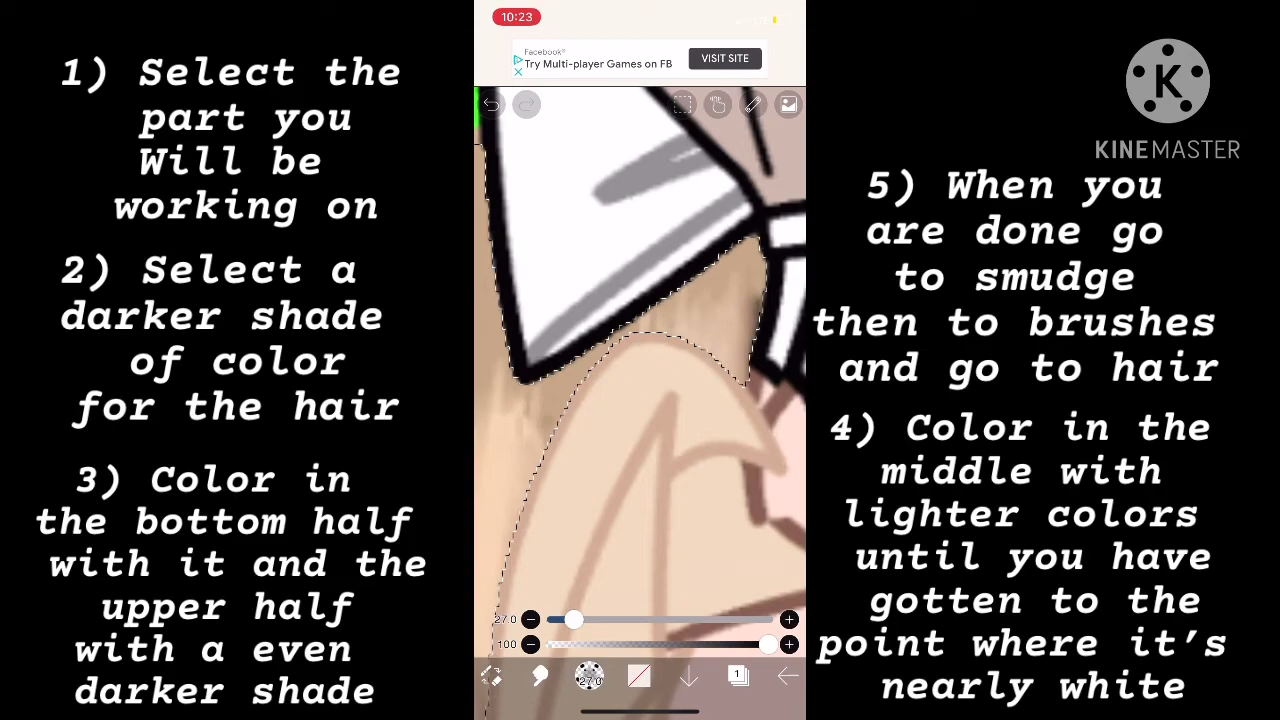 1) Select the
part you
Will be
working on
2) Select a
darker shade
of color
for the hair
3) Color in
the bottom half
with it and the
upper half
with a even
darker shade
10:23
Facebook®
Try Multi-player Games on FB
VISIT SITE
27.0
100
27.0
1
K
KINEMASTER
5) When you
are done go
to smudge
then to brushes
and go to hair
4) Color in the
middle with
lighter colors
until you have
gotten to the
point where it's
nearly white